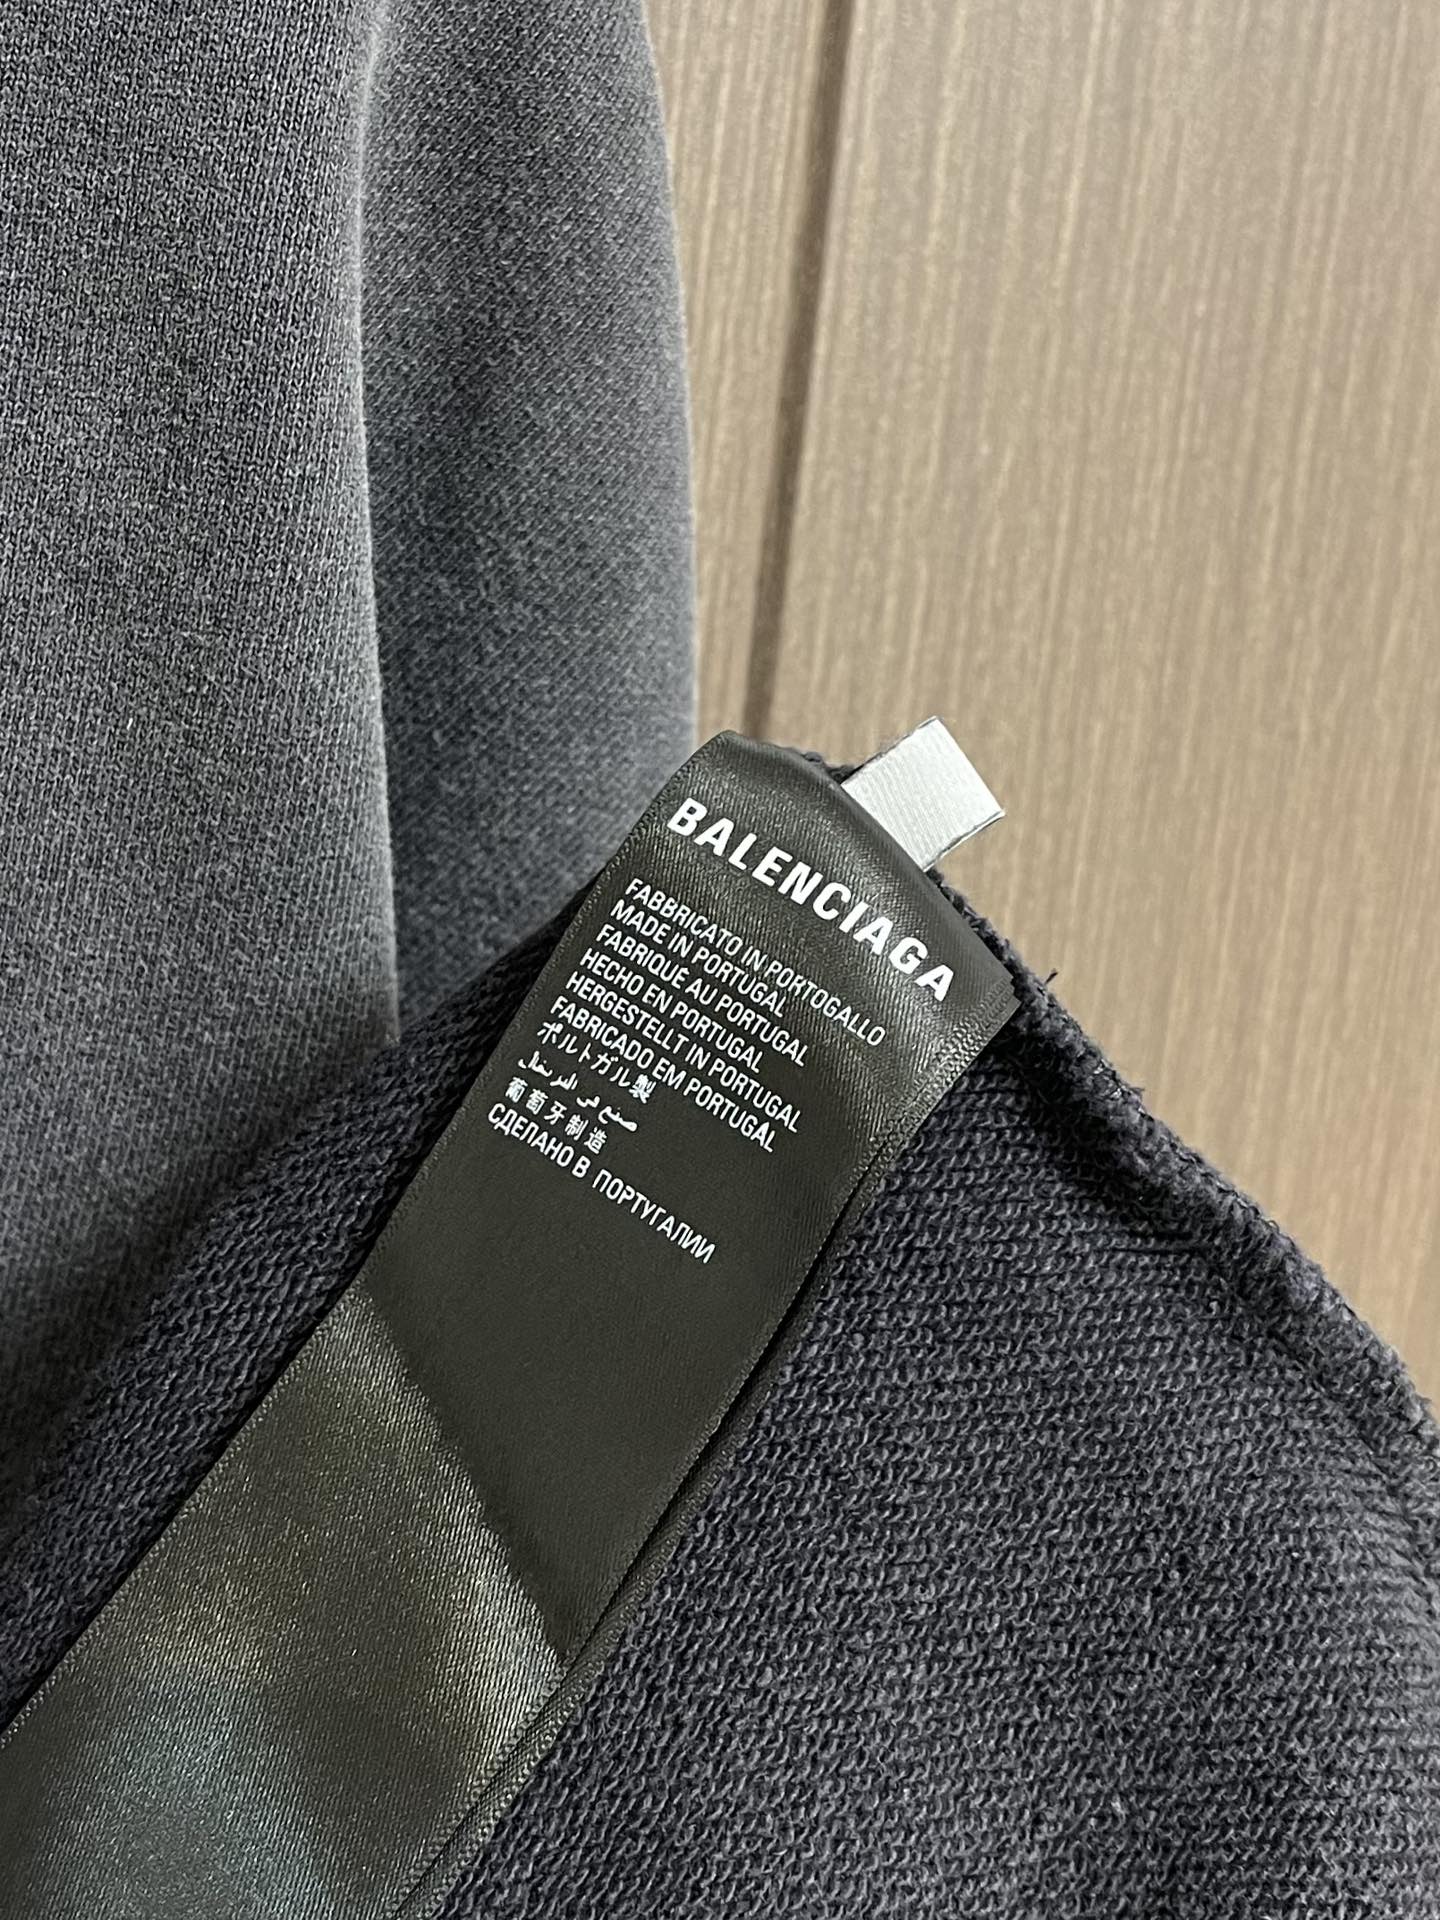 BALENCIAGA
FABBRICATO IN PORTOGALLO
MADE IN PORTUGAL
FABRIQUÉ AU PORTUGAL
HECHO EN PORTUGAL
HERGESTELLT IN PORTUGAL
FABRICADO EM PORTUGAL
ポルトガル製
صنع في البرتغال
葡萄牙制造
СДЕЛАНО В ПОРТУГАЛИИ